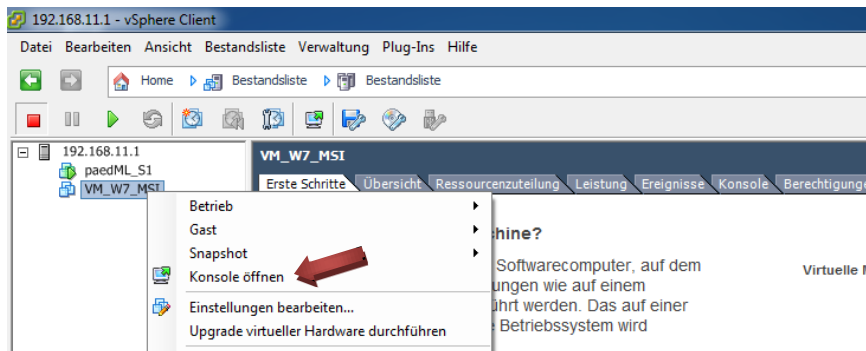 192.168.11.1 - vSphere Client
Datei Bearbeiten Ansicht Bestandsliste Verwaltung Plug-Ins Hilfe
Home Bestandsliste Bestandsliste
192.168.11.1
paedML_S1
VM_W7_MSI
VM_W7_MSI
Erste Schritte Übersicht Ressourcenzuteilung Leistung Ereignisse Konsole Berechtigunge
Betrieb
Gast
Snapshot
Konsole öffnen
Einstellungen bearbeiten...
Upgrade virtueller Hardware durchführen
hine?
Softwarecomputer, auf dem
ungen wie auf einem
ührt werden. Das auf einer
Betriebssystem wird
Virtuelle